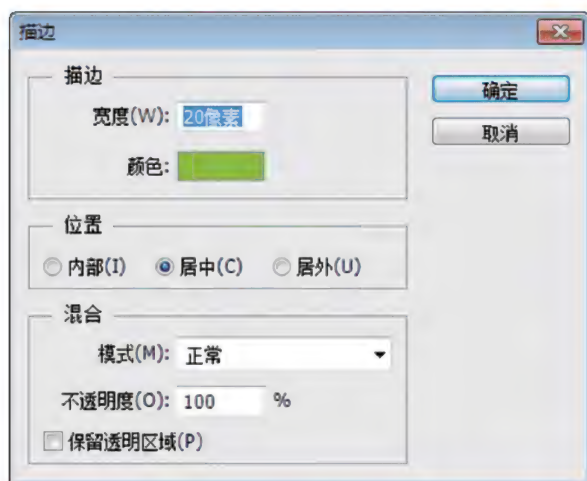 描边
描边
宽度(W): 20像素
颜色:
确定
取消
位置
内部(I) 居中(C) 居外(U)
混合
模式(M): 正常
不透明度(O): 100 %
保留透明区域(P)